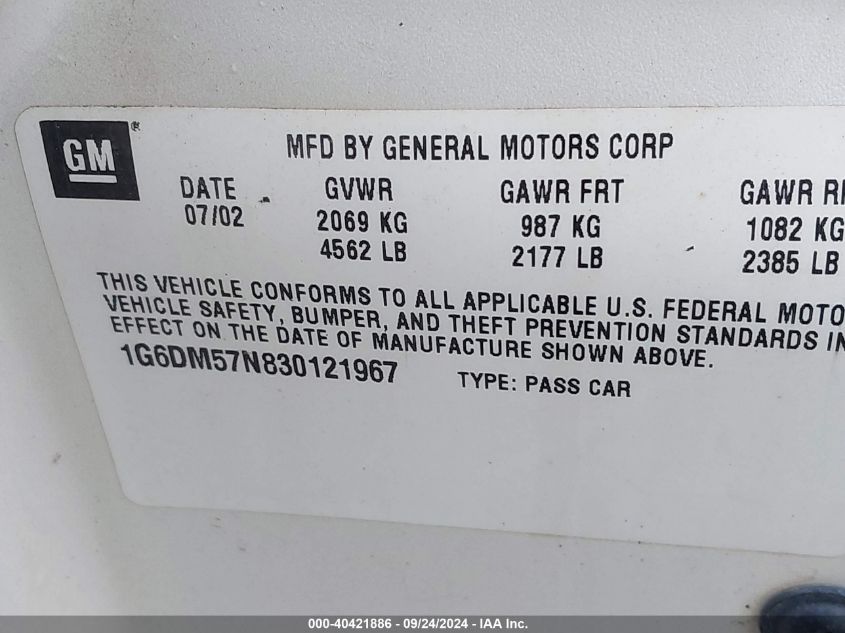 GM®
MFD BY GENERAL MOTORS CORP
DATE GVWR GAWR FRT GAWR
07/02 2069 KG 987 KG 1082 KG
4562 LB 2177 LB 2385 LB
THIS VEHICLE CONFORMS TO ALL APPLICABLE U.S. FEDERAL
VEHICLE SAFETY, BUMPER, AND THEFT PREVENTION STANDARDS IN
EFFECT ON THE DATE OF MANUFACTURE SHOWN ABOVE.
1G6DM57N830121967 TYPE: PASS CAR
000-40421886 - 09/24/2024 - IAA Inc.